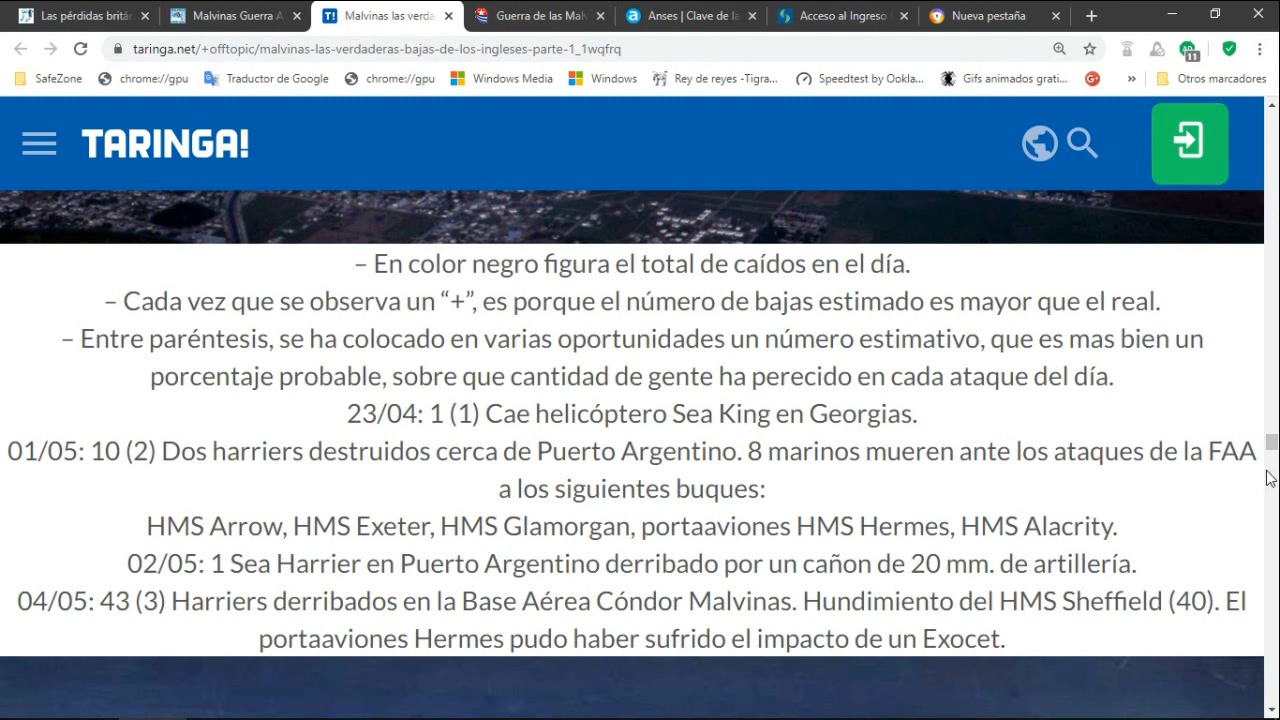 Las pérdidas britán
Malvinas Guerra A
Malvinas las verda
Guerra de las Mal
Anses | Clave de la
Acceso al Ingreso
Nueva pestaña
taringa.net/+offtopic/malvinas-las-verdaderas-bajas-de-los-ingleses-parte-1_1wqfrq
11
SafeZone
chrome://gpu
Traductor de Google
chrome://gpu
Windows Media
Windows
Rey de reyes -Tigra...
Speedtest by Ookla...
Gifs animados grati...
G+
»
Otros marcadores
TARINGA!
– En color negro figura el total de caídos en el día.
– Cada vez que se observa un “+”, es porque el número de bajas estimado es mayor que el real.
– Entre paréntesis, se ha colocado en varias oportunidades un número estimativo, que es mas bien un
porcentaje probable, sobre que cantidad de gente ha perecido en cada ataque del día.
23/04: 1 (1) Cae helicóptero Sea King en Georgias.
01/05: 10 (2) Dos harriers destruidos cerca de Puerto Argentino. 8 marinos mueren ante los ataques de la FAA
a los siguientes buques:
HMS Arrow, HMS Exeter, HMS Glamorgan, portaaviones HMS Hermes, HMS Alacrity.
02/05: 1 Sea Harrier en Puerto Argentino derribado por un cañon de 20 mm. de artillería.
04/05: 43 (3) Harriers derribados en la Base Aérea Cóndor Malvinas. Hundimiento del HMS Sheffield (40). El
portaaviones Hermes pudo haber sufrido el impacto de un Exocet.